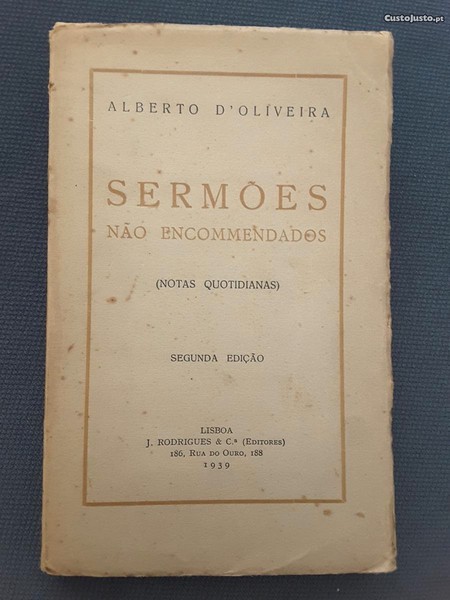 CustoJusto.pt
ALBERTO D'OLIVEIRA
SERMÕES
NÃO ENCOMMENDADOS
(NOTAS QUOTIDIANAS)
SEGUNDA EDIÇÃO
LISBOA
J. RODRIGUES & C.ª (Editores)
186, Rua do Ouro, 188
1939